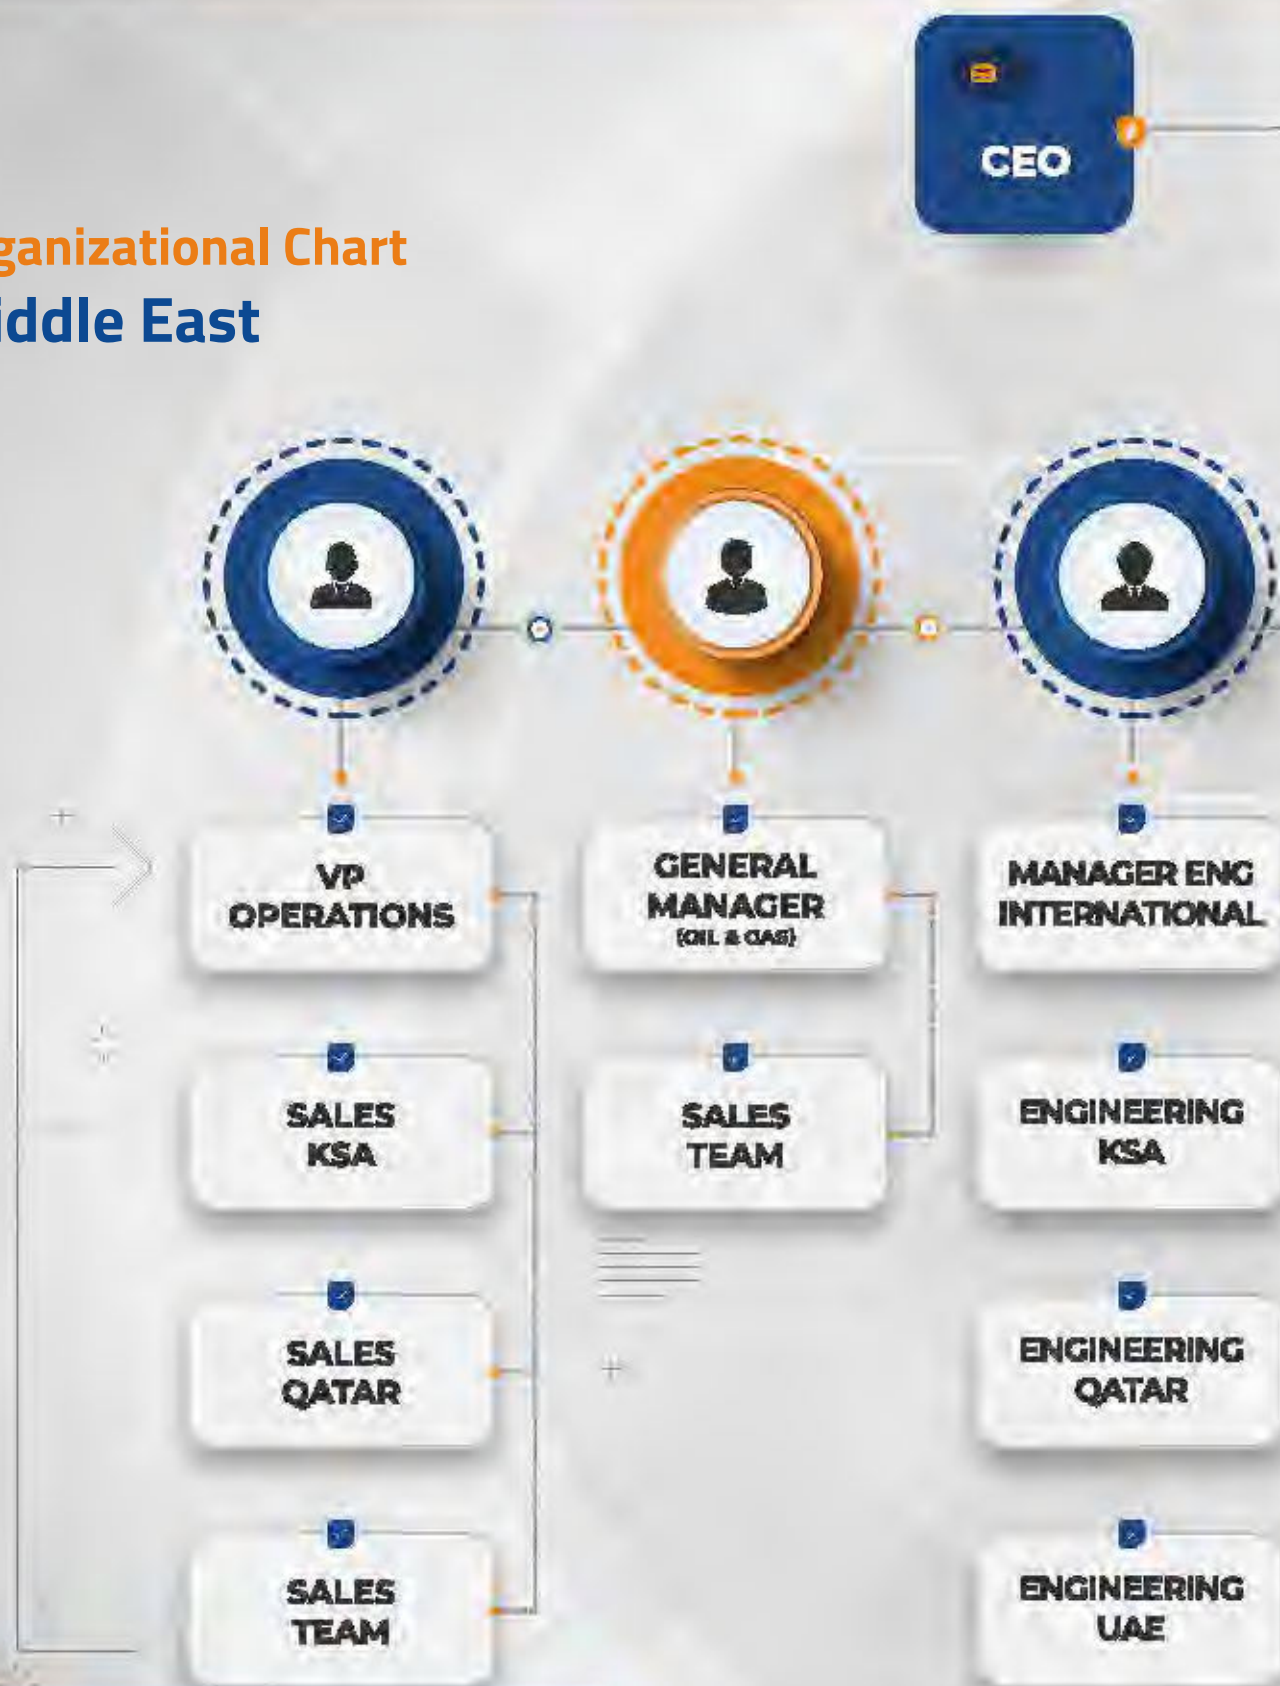 CEO
ganizational Chart
iddle East
VP
OPERATIONS
GENERAL
MANAGER
(OIL & GAS)
MANAGER ENG
INTERNATIONAL
SALES
KSA
SALES
TEAM
ENGINEERING
KSA
SALES
QATAR
ENGINEERING
QATAR
SALES
TEAM
ENGINEERING
UAE